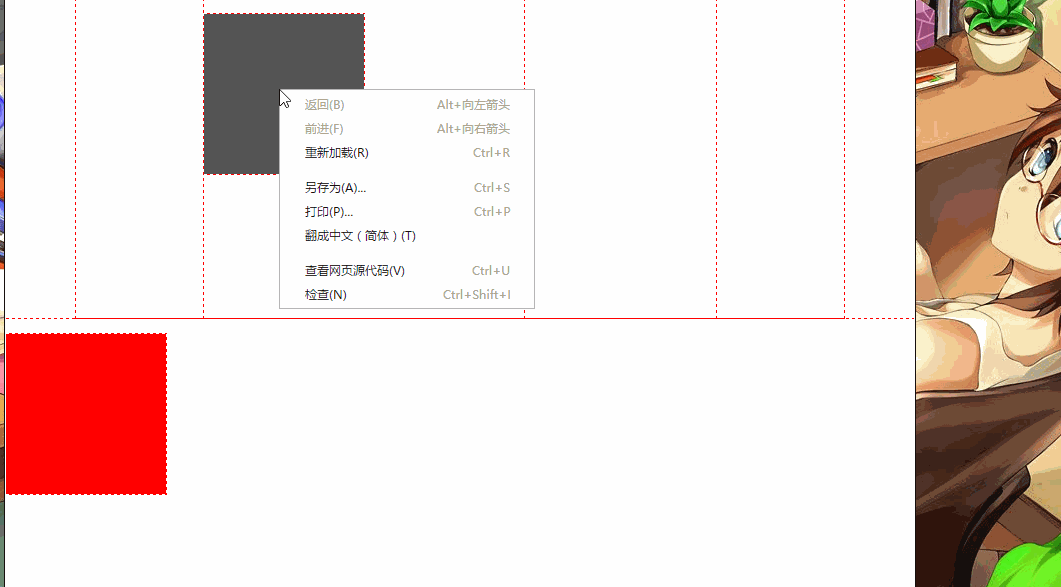 返回(B) Alt+向左箭头
前进(F) Alt+向右箭头
重新加载(R) Ctrl+R
另存为(A)... Ctrl+S
打印(P)... Ctrl+P
翻成中文（简体）(T)
查看网页源代码(V) Ctrl+U
检查(N) Ctrl+Shift+I